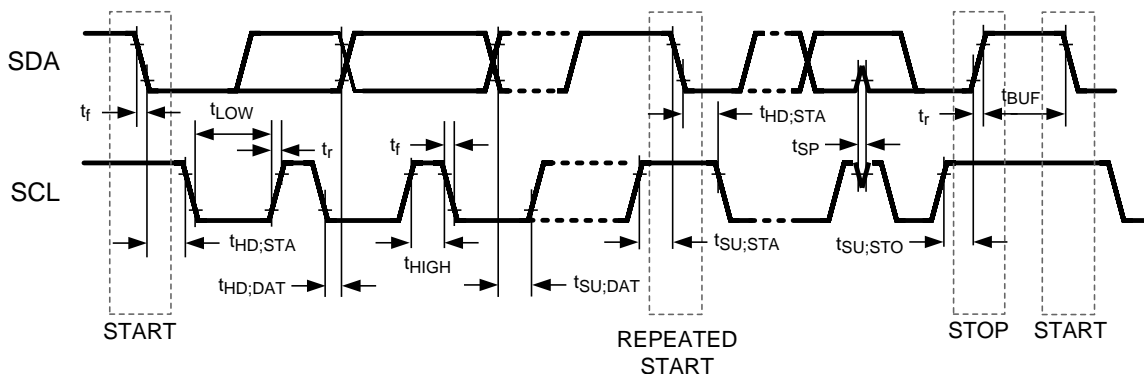 SDA
t_f
t_LOW
t_r
t_f
t_HD;STA
t_SP
t_r
t_BUF
SCL
t_HD;STA
t_HD;DAT
t_HIGH
t_SU;DAT
t_SU;STA
t_SU;STO
START
REPEATED
START
STOP
START